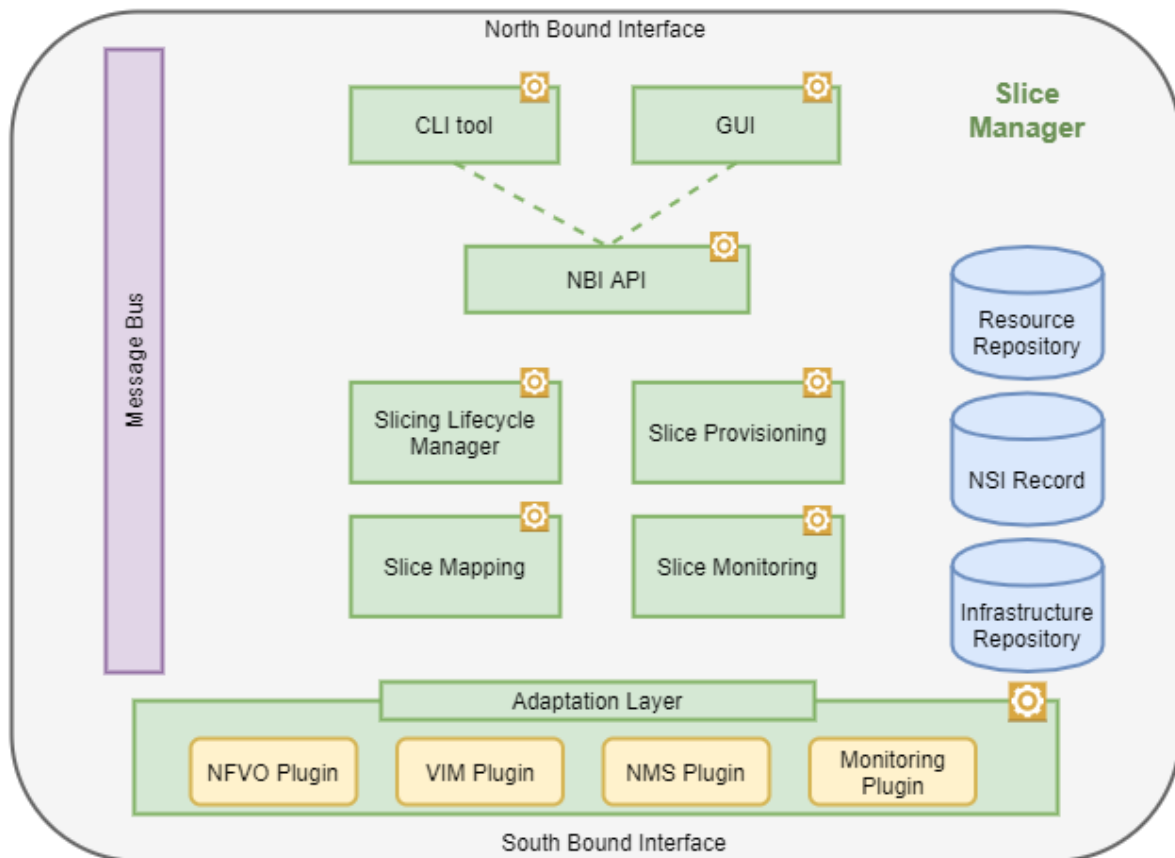 North Bound Interface
Slice
Manager
CLI tool
GUI
NBI API
Message Bus
Resource
Repository
Slicing Lifecycle
Manager
Slice Provisioning
NSI Record
Slice Mapping
Slice Monitoring
Infrastructure
Repository
Adaptation Layer
NFVO Plugin
VIM Plugin
NMS Plugin
Monitoring
Plugin
South Bound Interface